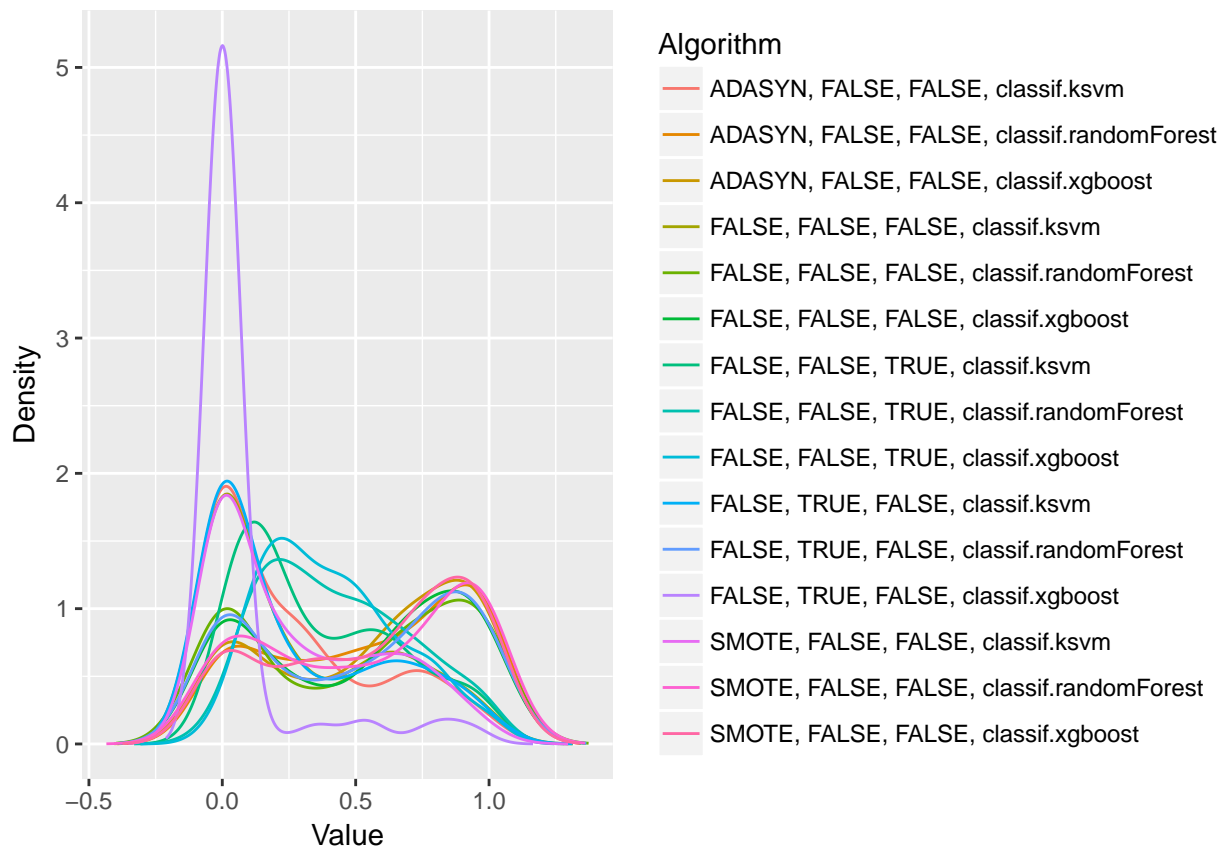 5
4
3
2
1
0
Density
−0.5
0.0
0.5
1.0
Value
Algorithm
ADASYN, FALSE, FALSE, classif.ksvm
ADASYN, FALSE, FALSE, classif.randomForest
ADASYN, FALSE, FALSE, classif.xgboost
FALSE, FALSE, FALSE, classif.ksvm
FALSE, FALSE, FALSE, classif.randomForest
FALSE, FALSE, FALSE, classif.xgboost
FALSE, FALSE, TRUE, classif.ksvm
FALSE, FALSE, TRUE, classif.randomForest
FALSE, FALSE, TRUE, classif.xgboost
FALSE, TRUE, FALSE, classif.ksvm
FALSE, TRUE, FALSE, classif.randomForest
FALSE, TRUE, FALSE, classif.xgboost
SMOTE, FALSE, FALSE, classif.ksvm
SMOTE, FALSE, FALSE, classif.randomForest
SMOTE, FALSE, FALSE, classif.xgboost